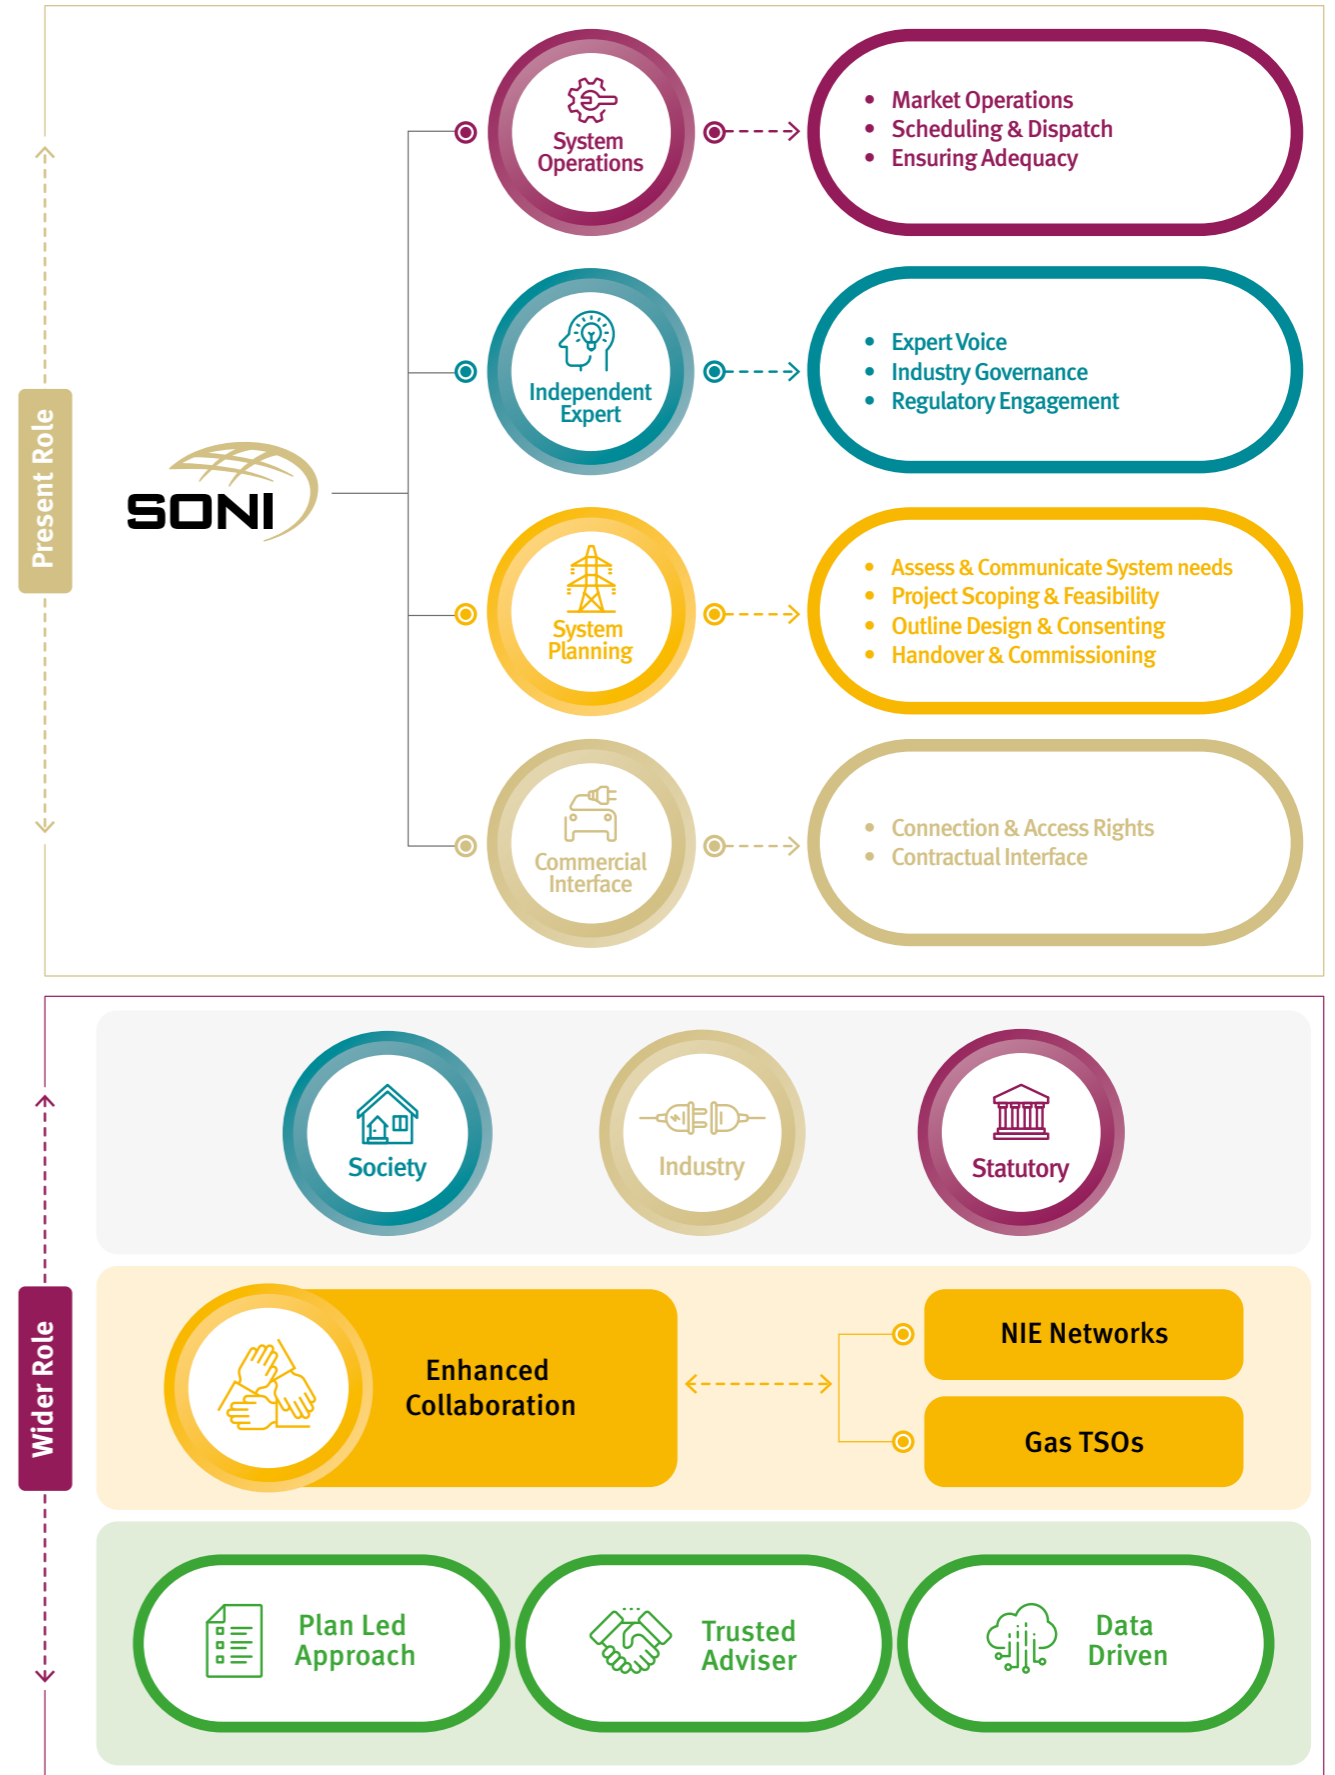 Present Role
SONI
System
Operations
• Market Operations
• Scheduling & Dispatch
• Ensuring Adequacy
Independent
Expert
• Expert Voice
• Industry Governance
• Regulatory Engagement
System
Planning
• Assess & Communicate System needs
• Project Scoping & Feasibility
• Outline Design & Consenting
• Handover & Commissioning
Commercial
Interface
• Connection & Access Rights
• Contractual Interface
Wider Role
Society
Industry
Statutory
Enhanced
Collaboration
NIE Networks
Gas TSOs
Plan Led
Approach
Trusted
Adviser
Data
Driven